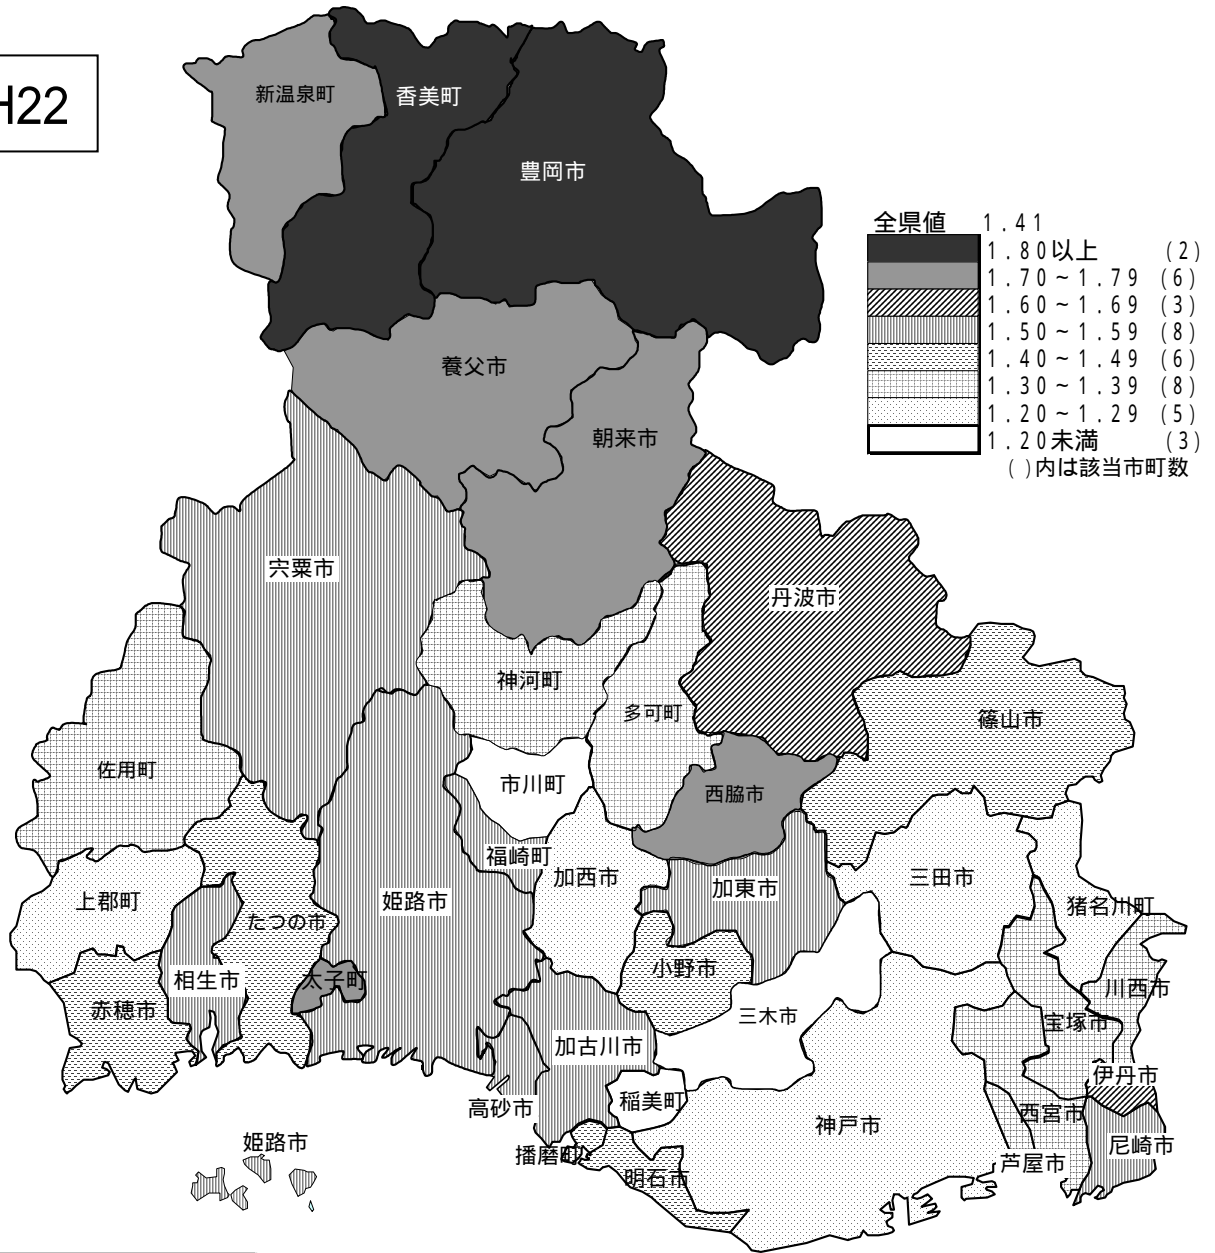 H22
新温泉町
香美町
豊岡市
全県値 1.41
1.80以上 (2)
1.70~1.79 (6)
1.60~1.69 (3)
1.50~1.59 (8)
1.40~1.49 (6)
1.30~1.39 (8)
1.20~1.29 (5)
1.20未満 (3)
()内は該当市町数
養父市
朝来市
宍粟市
丹波市
神河町
多可町
篠山市
佐用町
市川町
西脇市
福崎町
加西市
加東市
三田市
上郡町
姫路市
猪名川町
たつの市
相生市
太子町
小野市
川西市
赤穂市
三木市
宝塚市
加古川市
伊丹市
高砂市
稲美町
西宮市
神戸市
姫路市
播磨町
芦屋市
尼崎市
明石市